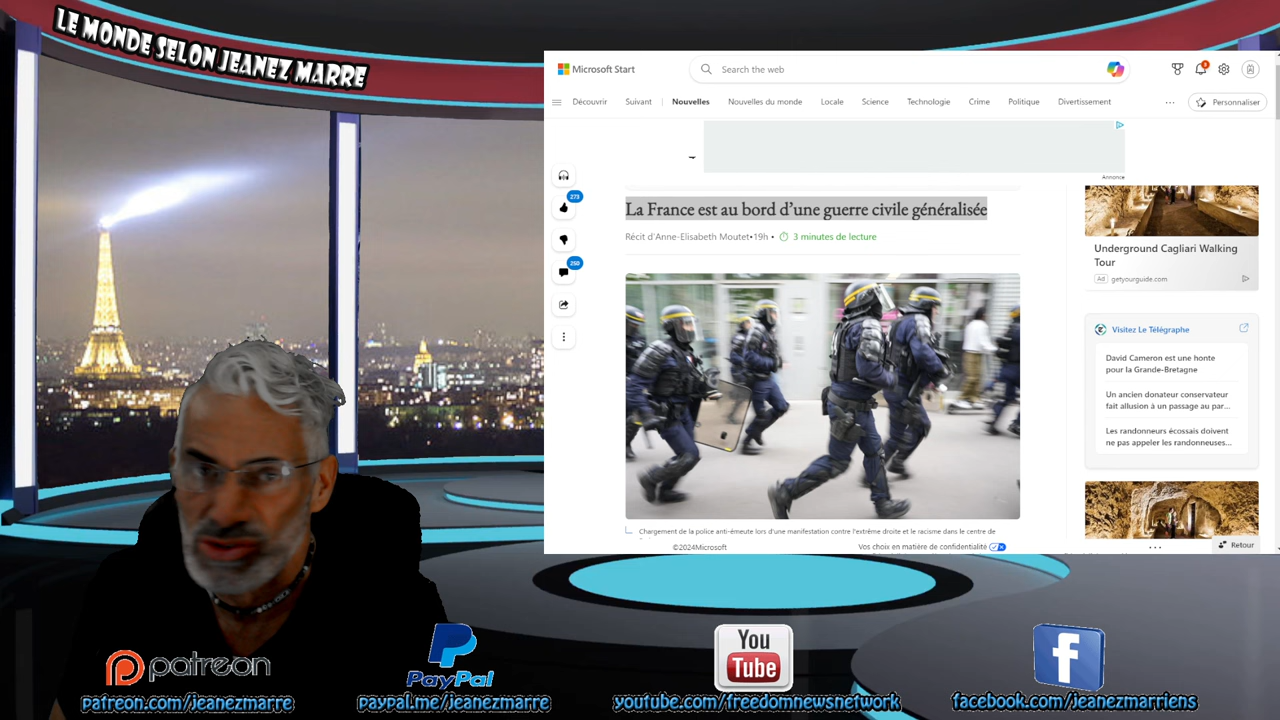 LE MONDE SELON JEANEZ MARRE
Microsoft Start
Search the web
3
Découvrir
Suivant
Nouvelles
Nouvelles du monde
Locale
Science
Technologie
Crime
Politique
Divertissement
...
Personnaliser
Annonce
273
250
La France est au bord d'une guerre civile généralisée
Récit d'Anne-Elisabeth Moutet•19h • 3 minutes de lecture
Underground Cagliari Walking
Tour
Ad getyourguide.com
Visitez Le Télégraphe
David Cameron est une honte
pour la Grande-Bretagne
Un ancien donateur conservateur
fait allusion à un passage au par...
Les randonneurs écossais doivent
ne pas appeler les randonneuses...
Chargement de la police anti-émeute lors d'une manifestation contre l'extrême droite et le racisme dans le centre de
©2024Microsoft
Vos choix en matière de confidentialité
...
Retour
patreon
patreon.com/jeanezmarre
PayPal
paypal.me/jeanezmarre
You
Tube
youtube.com/freedomnewsnetwork
f
facebook.com/jeanezmarriens